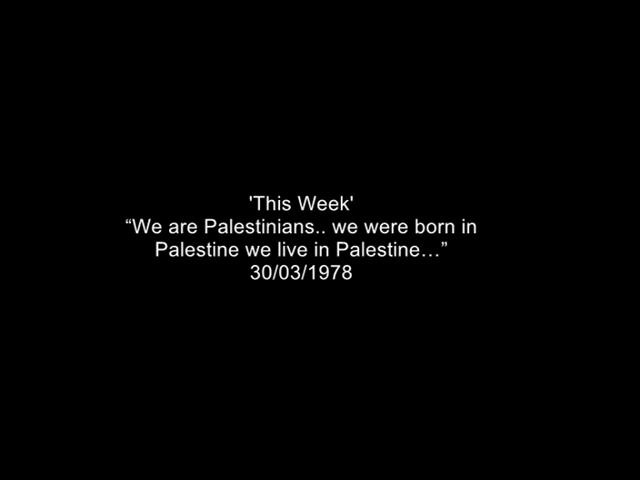 'This Week'
“We are Palestinians.. we were born in
Palestine we live in Palestine…”
30/03/1978